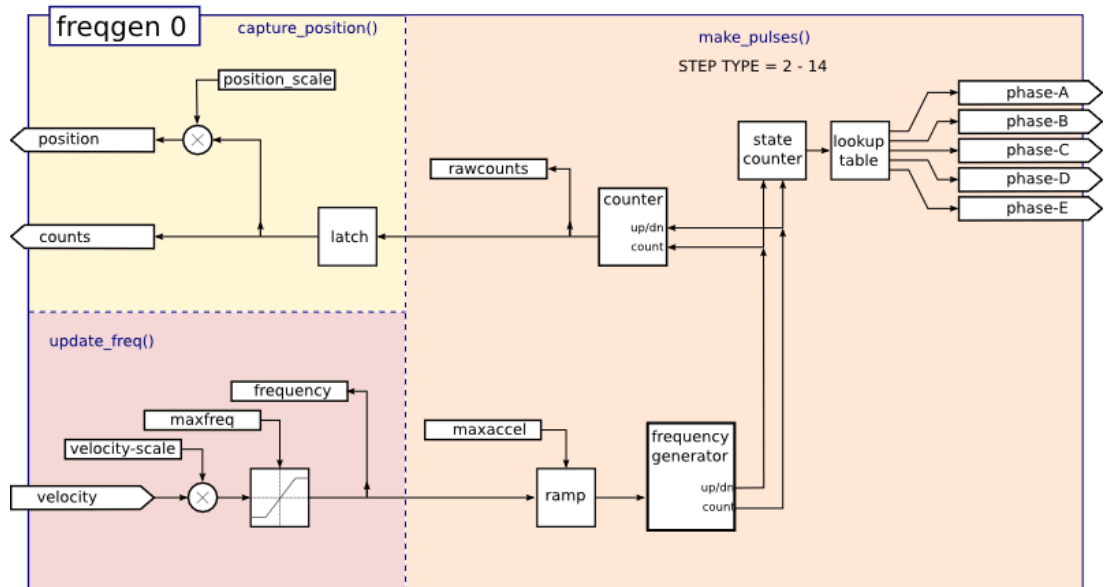 freqgen 0
capture_position()
make_pulses()
STEP TYPE = 2 - 14
position_scale
position
counts
latch
rawcounts
counter
up/dn
count
state
counter
lookup
table
phase-A
phase-B
phase-C
phase-D
phase-E
update_freq()
frequency
maxfreq
velocity-scale
velocity
maxaccel
ramp
frequency
generator
up/dn
count